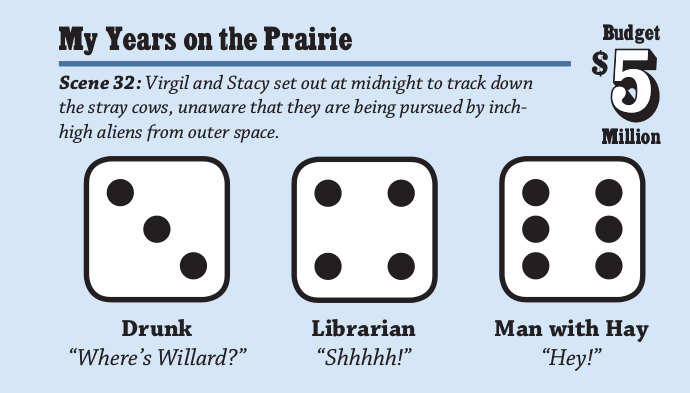 My Years on the Prairie
Budget
$5
Million
Scene 32: Virgil and Stacy set out at midnight to track down
the stray cows, unaware that they are being pursued by inch-
high aliens from outer space.
Drunk
Librarian
Man with Hay
“Where’s Willard?”
“Shhhhh!”
“Hey!”